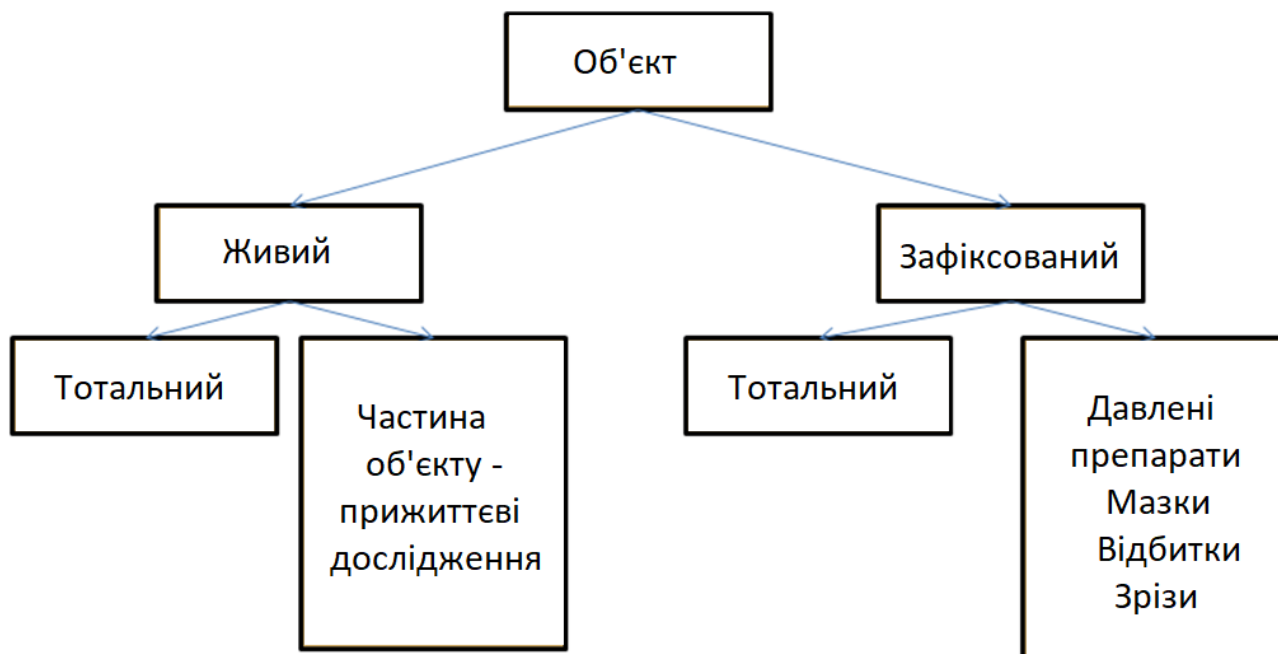 Об'єкт
Живий
Зафіксований
Тотальний
Частина
об'єкту -
прижиттєві
дослідження
Тотальний
Давлені
препарати
Мазки
Відбитки
Зрізи